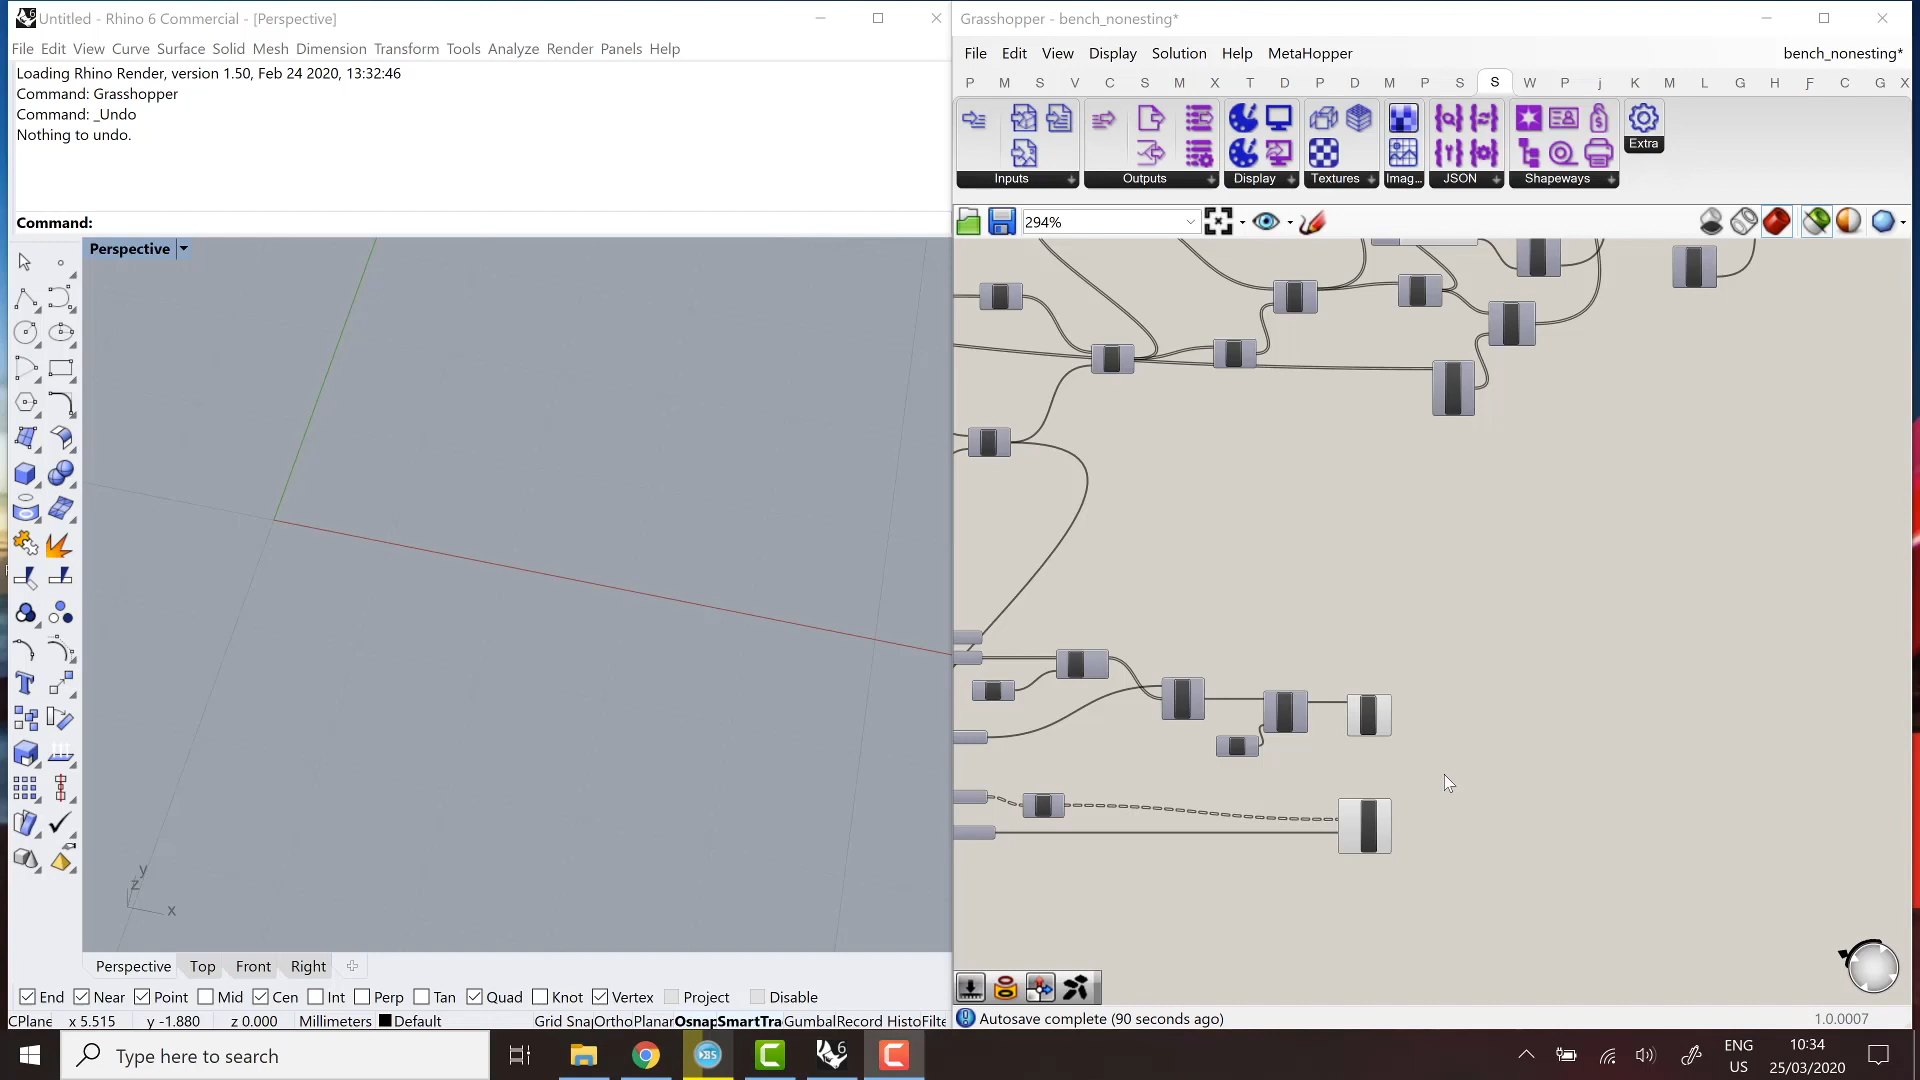 Untitled - Rhino 6 Commercial - [Perspective]
File Edit View Curve Surface Solid Mesh Dimension Transform Tools Analyze Render Panels Help
Loading Rhino Render, version 1.50, Feb 24 2020, 13:32:46
Command: Grasshopper
Command: _Undo
Nothing to undo.
Command:
Perspective
y
z
x
Perspective Top Front Right
End Near Point Mid Cen Int Perp Tan Quad Knot Vertex Project Disable
CPlane x 5.515 y -1.880 z 0.000 Millimeters Default Grid Snap Ortho Planar Osnap SmartTra Gumbal Record Histo Filte
Grasshopper - bench_nonesting*
File Edit View Display Solution Help MetaHopper bench_nonesting*
P M S V C S M X T D P D M P S S W P j K M L G H F C G X
Extra
Inputs Outputs Display Textures Imag... JSON Shapeways
294%
Autosave complete (90 seconds ago) 1.0.0007
Type here to search
6
ENG
US
10:34
25/03/2020